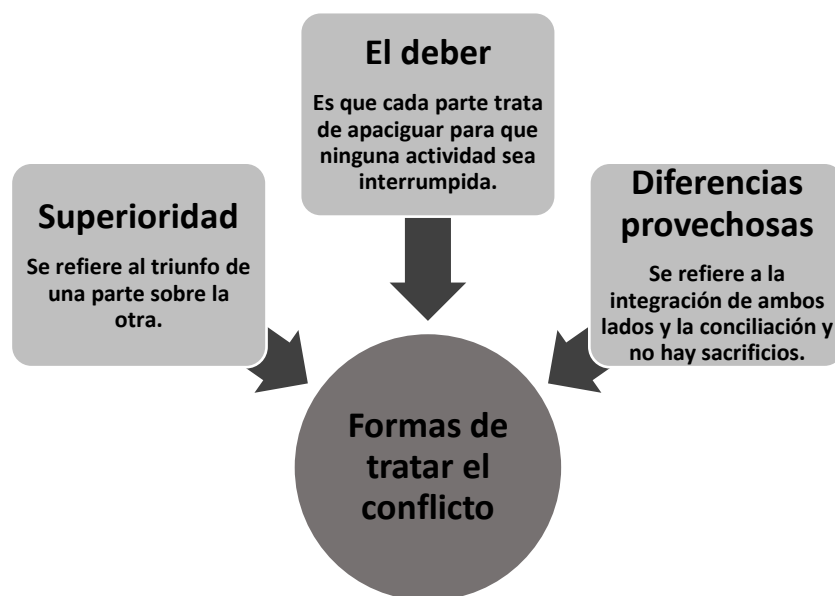 El deber
Es que cada parte trata
de apaciguar para que
ninguna actividad sea
interrumpida.
Superioridad
Se refiere al triunfo de
una parte sobre la
otra.
Diferencias
provechosas
Se refiere a la
integración de ambos
lados y la conciliación y
no hay sacrificios.
Formas de
tratar el
conflicto